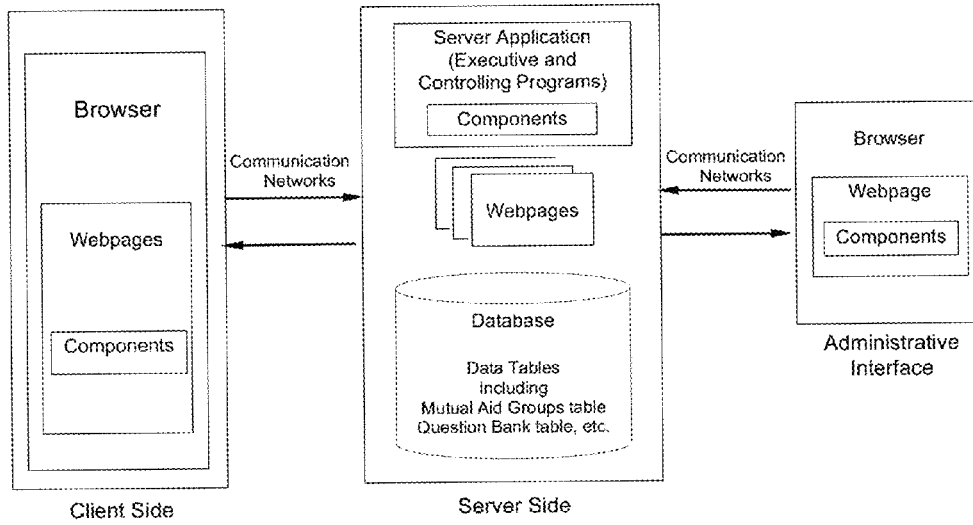 Browser
Webpages
Components
Client Side
Communication
Networks
Server Application
(Executive and
Controlling Programs)
Components
Webpages
Database
Data Tables
Including
Mutual Aid Groups table
Question Bank table, etc.
Server Side
Communication
Networks
Browser
Webpage
Components
Administrative
Interface